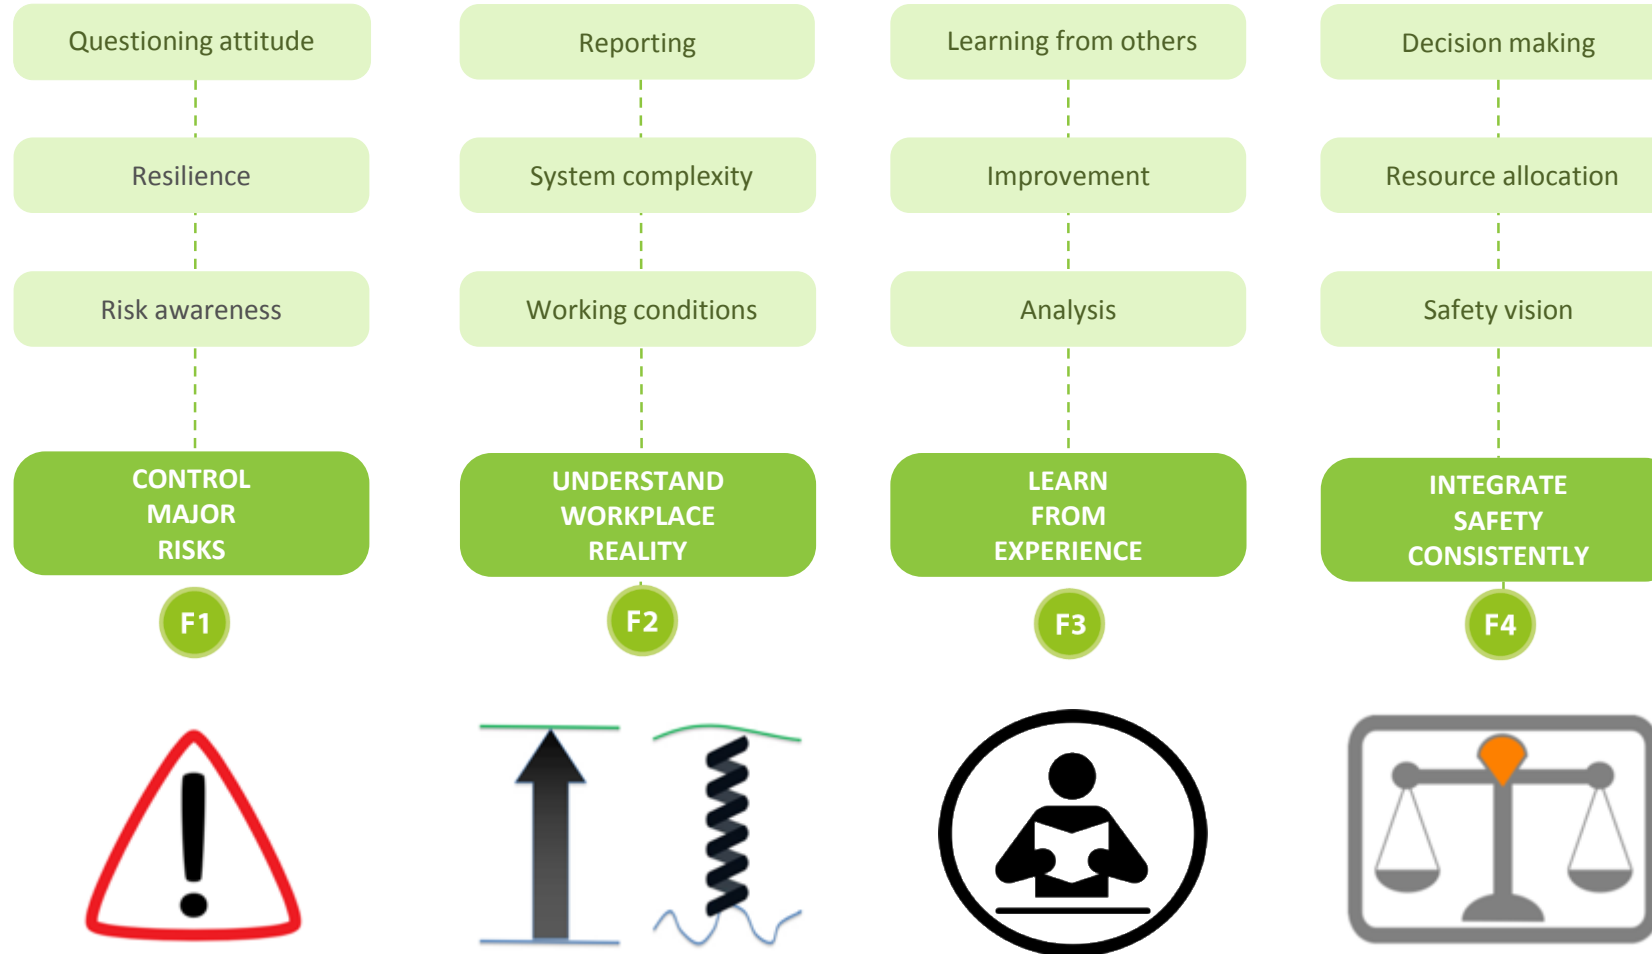 Questioning attitude
Reporting
Learning from others
Decision making
Resilience
System complexity
Improvement
Resource allocation
Risk awareness
Working conditions
Analysis
Safety vision
CONTROL
MAJOR
RISKS
UNDERSTAND
WORKPLACE
REALITY
LEARN
FROM
EXPERIENCE
INTEGRATE
SAFETY
CONSISTENTLY
F1
F2
F3
F4